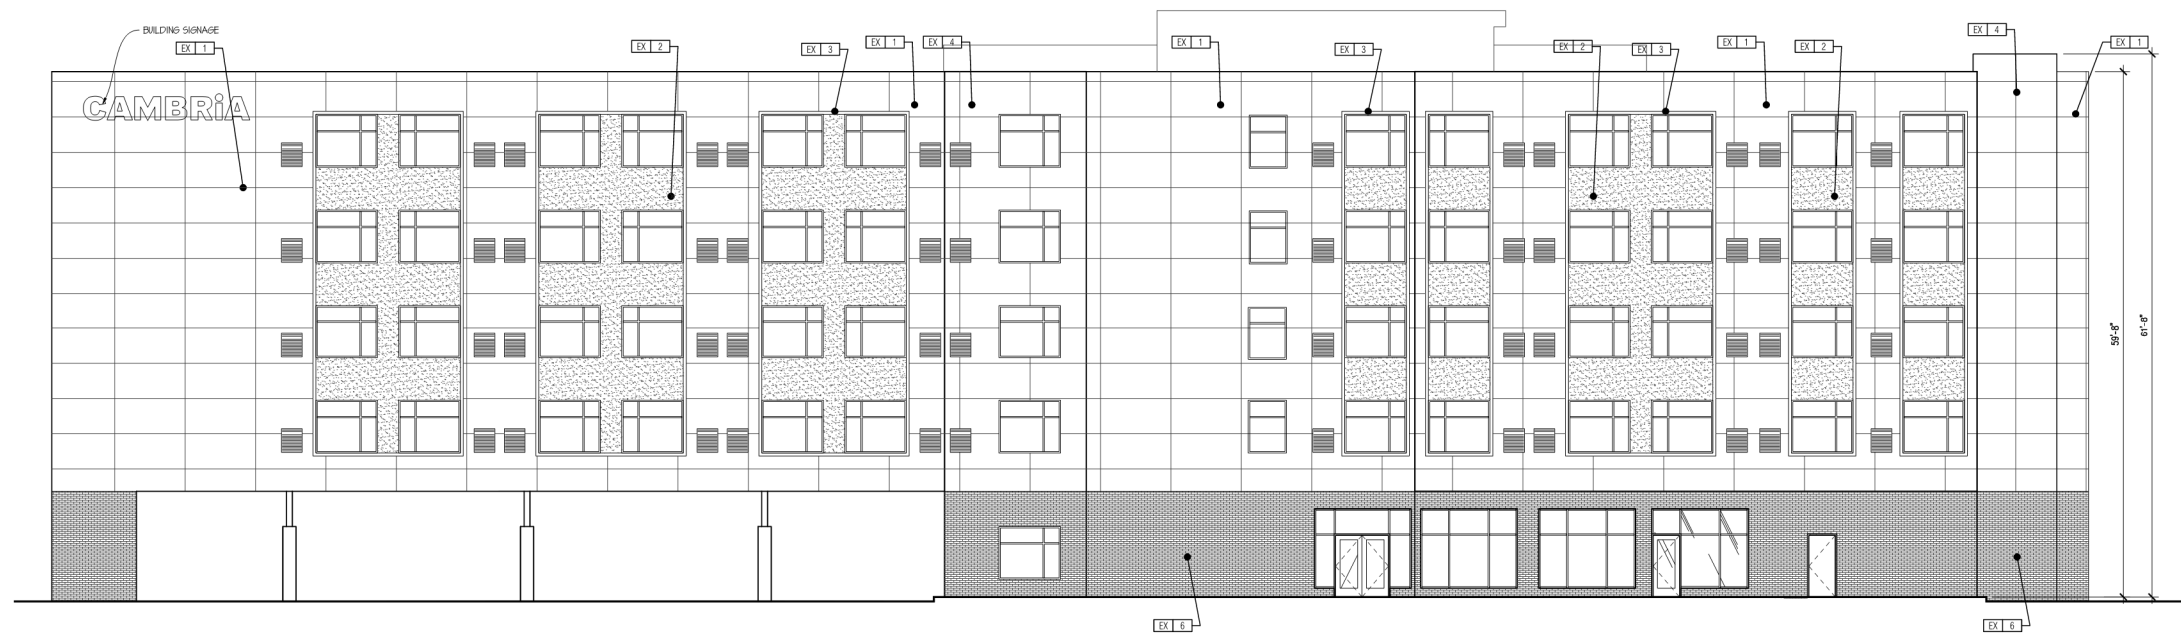 BUILDING SIGNAGE
EX 1
EX 2
EX 3
EX 1
EX 4
EX 1
EX 3
EX 2
EX 3
EX 1
EX 2
EX 4
EX 1
CAMBRiA
59'-8"
61'-8"
EX 6
EX 6